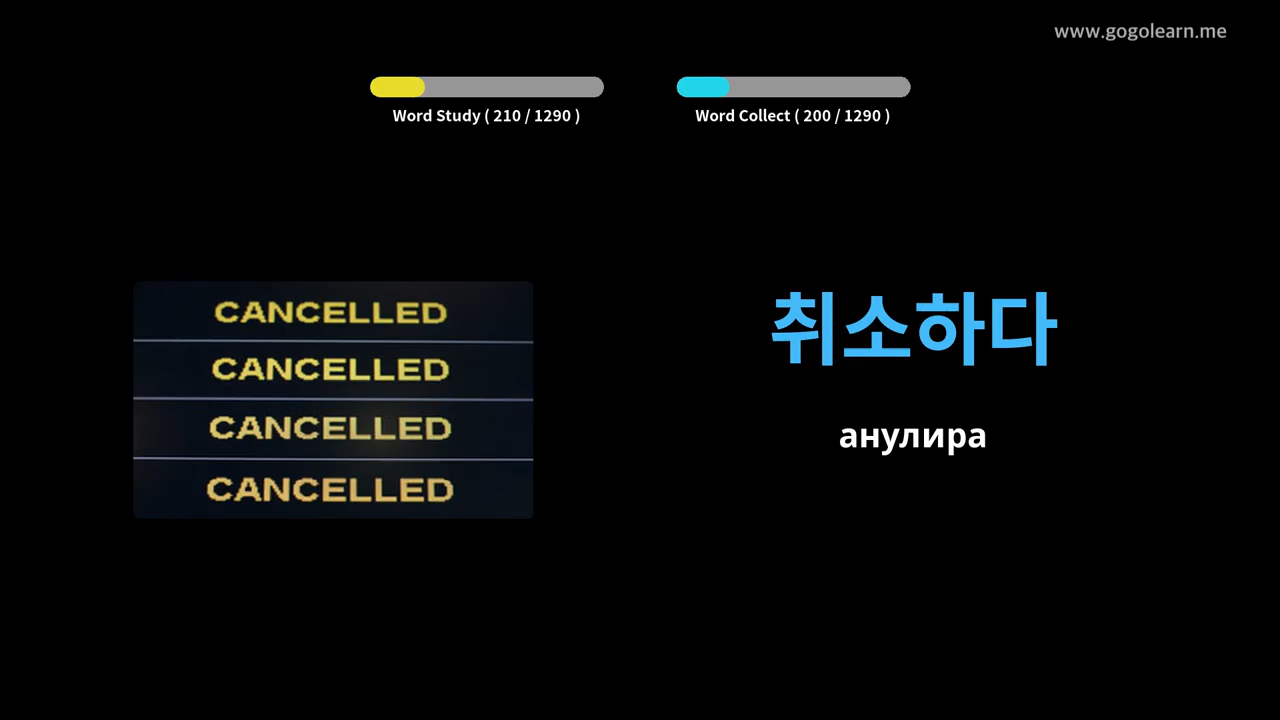 www.gogolearn.me
Word Study ( 210 / 1290 )
Word Collect ( 200 / 1290 )
CANCELLED
CANCELLED
CANCELLED
CANCELLED
취소하다
анулира